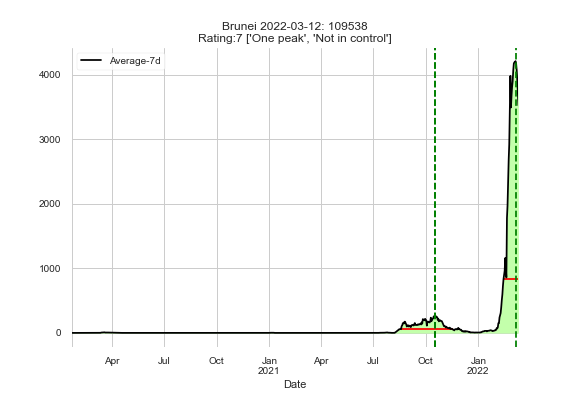 Brunei 2022-03-12: 109538
Rating:7 ['One peak', 'Not in control']
Average-7d
4000
3000
2000
1000
0
Apr
Jul
Oct
Jan
2021
Apr
Jul
Oct
Jan
2022
Date